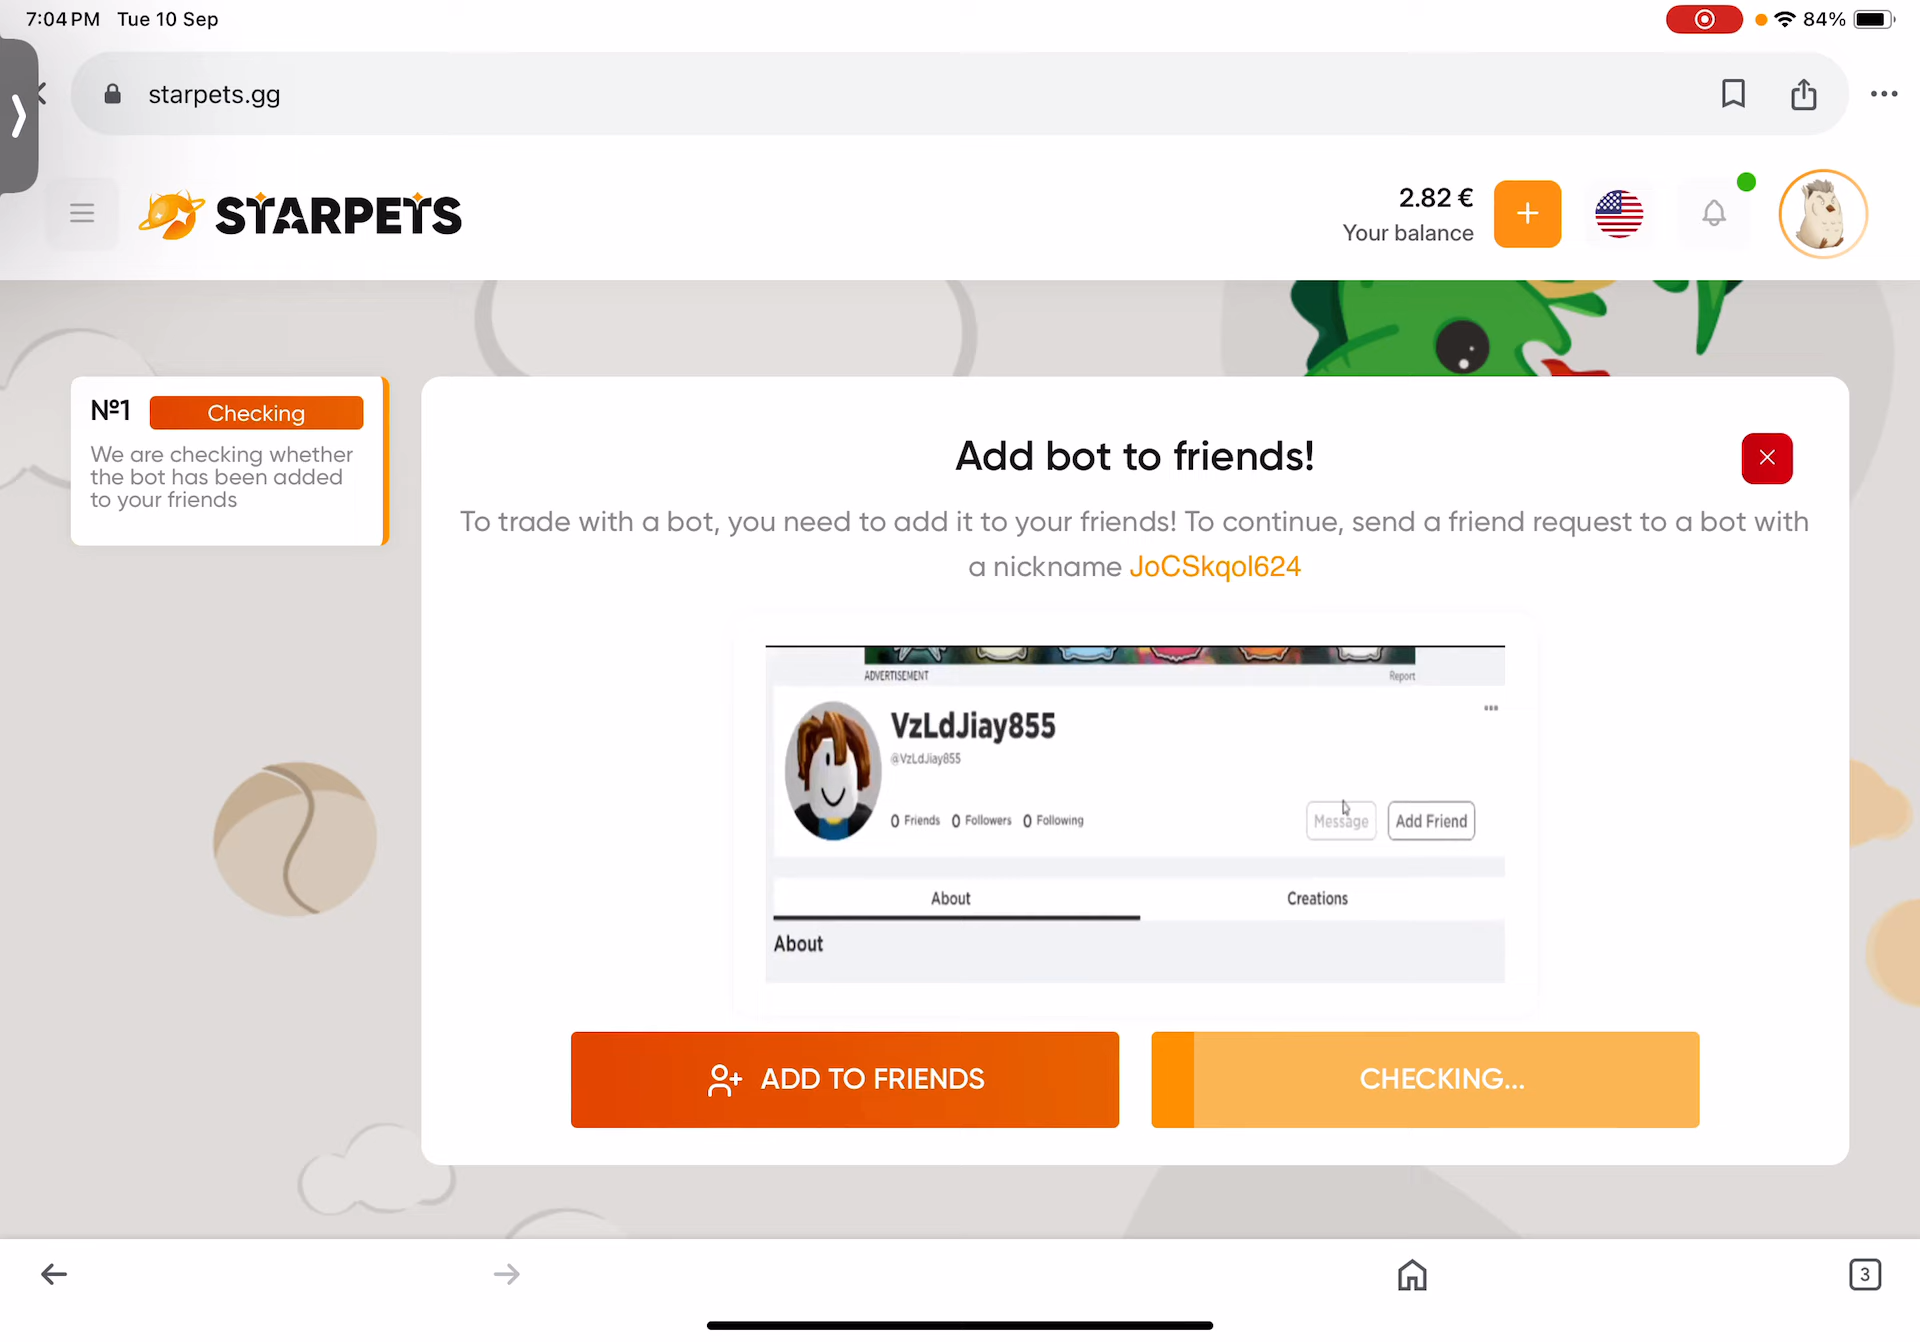 7:04 PM Tue 10 Sep
84%
starpets.gg
STARPETS
2.82 €
Your balance
№1 Checking
We are checking whether
the bot has been added
to your friends
Add bot to friends!
To trade with a bot, you need to add it to your friends! To continue, send a friend request to a bot with
a nickname JoCSkqol624
ADVERTISEMENT Report
VzLdJiay855
@VzLdJiay855
0 Friends 0 Followers 0 Following
Message Add Friend
About Creations
About
ADD TO FRIENDS
CHECKING...
3